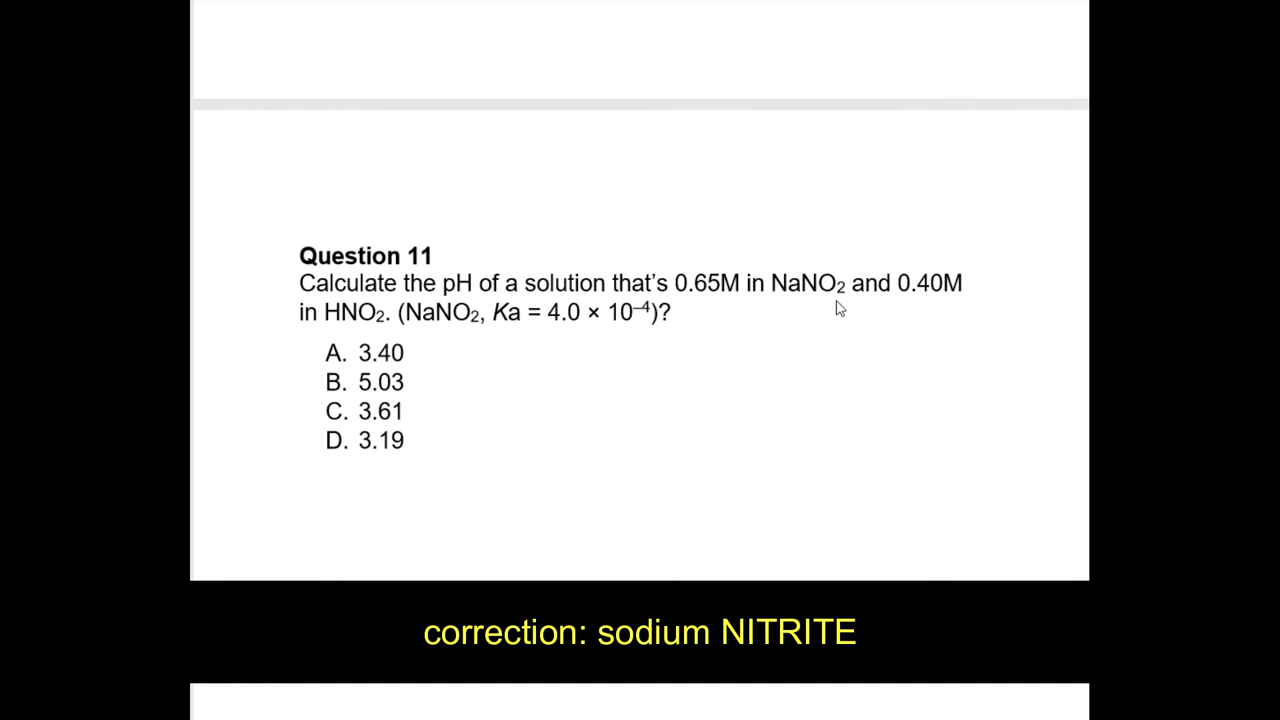 Question 11
Calculate the pH of a solution that's 0.65M in NaNO₂ and 0.40M
in HNO₂. (NaNO₂, Ka = 4.0 × 10⁻⁴)?
A. 3.40
B. 5.03
C. 3.61
D. 3.19
correction: sodium NITRITE